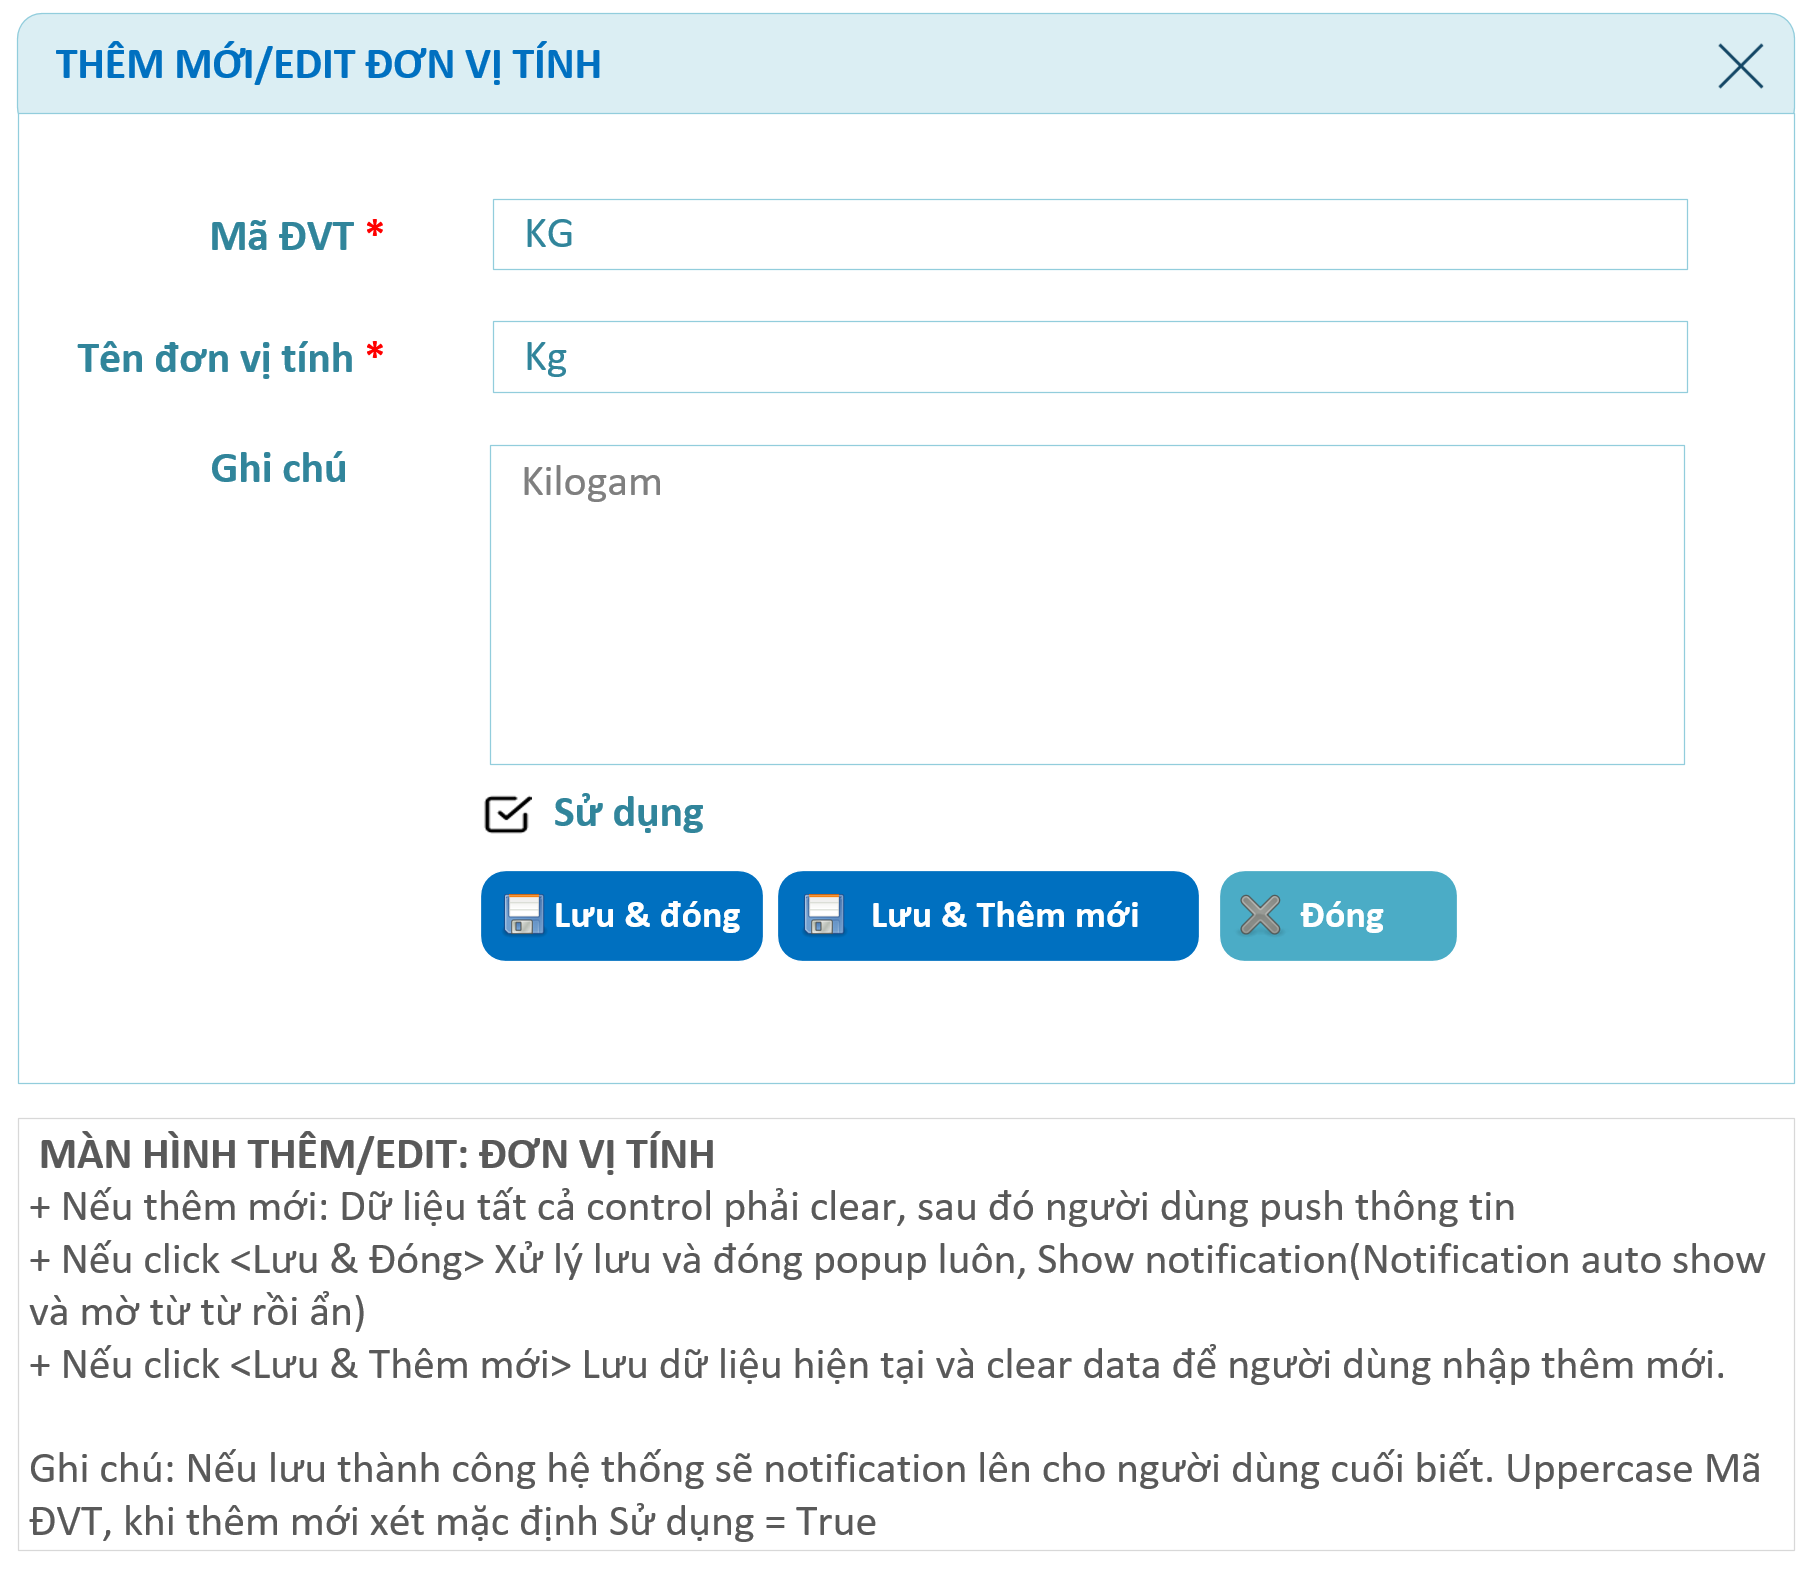 THÊM MỚI/EDIT ĐƠN VỊ TÍNH
Mã ĐVT *
KG
Tên đơn vị tính *
Kg
Ghi chú
Kilogam
Sử dụng
Lưu & đóng
Lưu & Thêm mới
Đóng
MÀN HÌNH THÊM/EDIT: ĐƠN VỊ TÍNH
+ Nếu thêm mới: Dữ liệu tất cả control phải clear, sau đó người dùng push thông tin
+ Nếu click <Lưu & Đóng> Xử lý lưu và đóng popup luôn, Show notification(Notification auto show
và mờ từ từ rồi ẩn)
+ Nếu click <Lưu & Thêm mới> Lưu dữ liệu hiện tại và clear data để người dùng nhập thêm mới.
Ghi chú: Nếu lưu thành công hệ thống sẽ notification lên cho người dùng cuối biết. Uppercase Mã
ĐVT, khi thêm mới xét mặc định Sử dụng = True